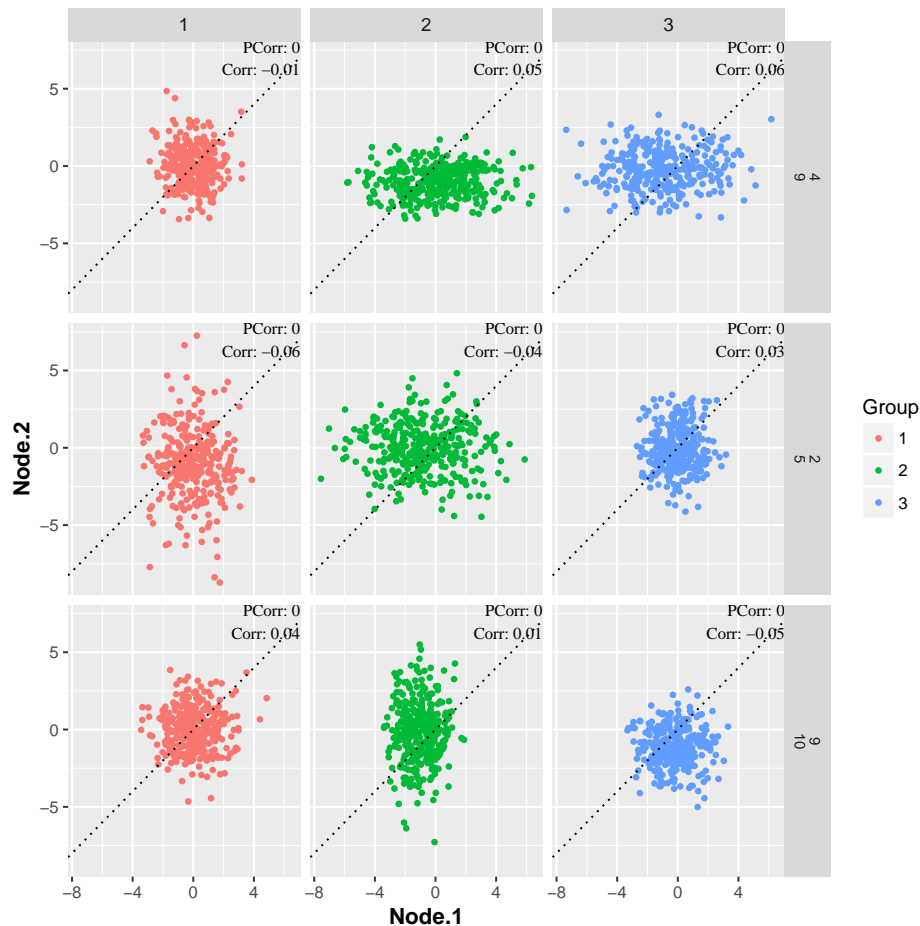 1 2 3
PCorr: 0 PCorr: 0 PCorr: 0
Corr: −0.01 Corr: 0.05 Corr: 0.06
5
0
−5
4
9
PCorr: 0 PCorr: 0 PCorr: 0
Corr: −0.06 Corr: −0.04 Corr: 0.03
5
0
−5
2
5
PCorr: 0 PCorr: 0 PCorr: 0
Corr: 0.04 Corr: 0.01 Corr: −0.05
5
0
−5
9
10
−8 −4 0 4 −8 −4 0 4 −8 −4 0 4
Node.1
Node.2
Group
1
2
3